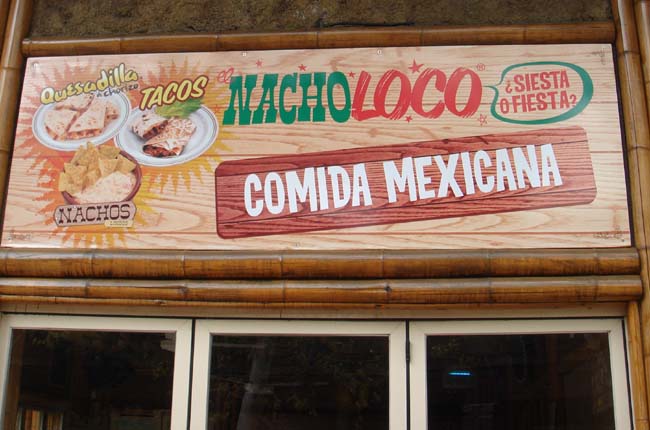 Quesadilla
TACOS
NACHOS
el NACHO LOCO®
¿SIESTA
O FIESTA?
COMIDA MEXICANA